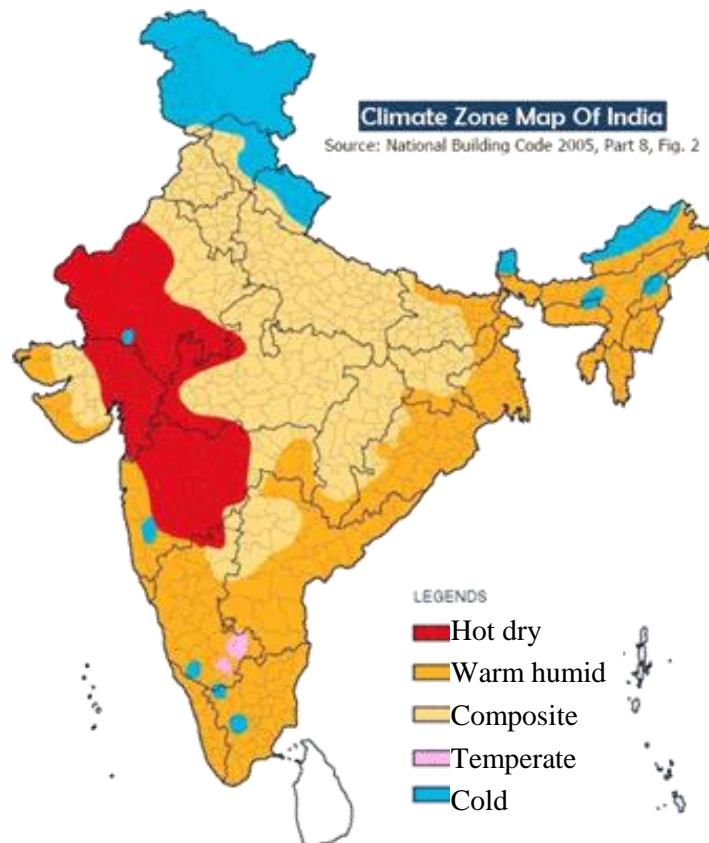 Climate Zone Map Of India
Source: National Building Code 2005, Part 8, Fig. 2
LEGENDS
Hot dry
Warm humid
Composite
Temperate
Cold